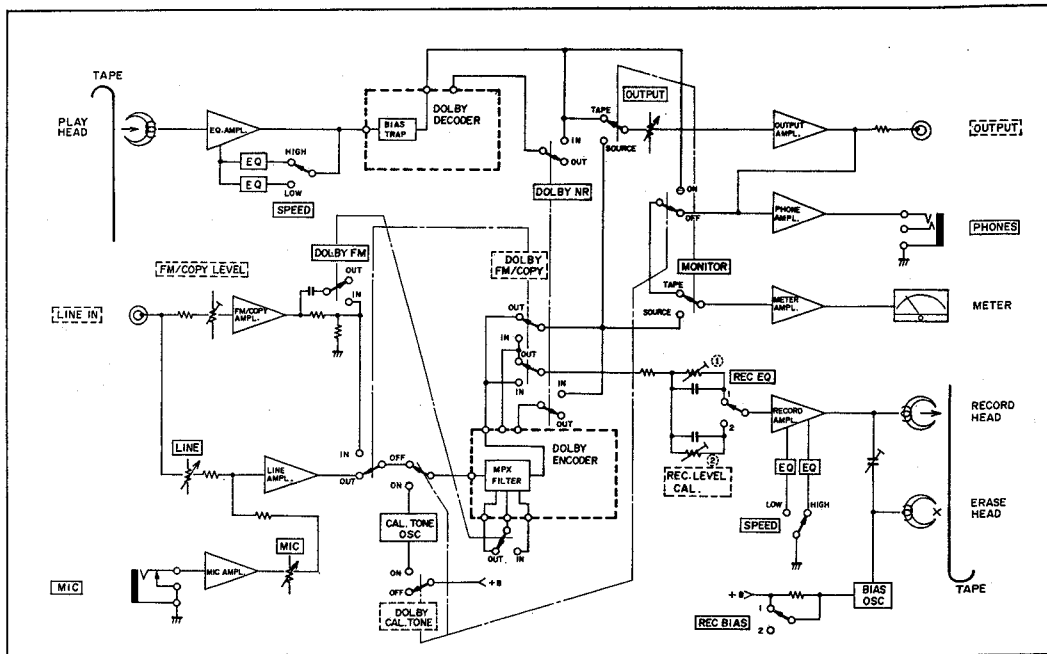 TAPE
PLAY HEAD
EQ.AMPL.
EQ
EQ
HIGH
LOW
SPEED
BIAS TRAP
DOLBY DECODER
IN
OUT
DOLBY NR
TAPE
SOURCE
OUTPUT
OUTPUT AMPL.
OUTPUT
ON
OFF
PHONE AMPL.
PHONES
MONITOR
TAPE
SOURCE
METER AMPL.
METER
FM/COPY LEVEL
DOLBY FM
OUT
IN
LINE IN
FM/COPY AMPL.
DOLBY FM/COPY
OUT
IN
OUT
IN
IN
OUT
LINE
LINE AMPL.
IN
OUT
OFF
ON
CAL. TONE OSC
ON
OFF
+B
DOLBY CAL.TONE
MIC
MIC AMPL.
MIC
MPX FILTER
DOLBY ENCODER
OUT
IN
1
REC EQ
1
2
2
REC.LEVEL CAL.
RECORD AMPL.
EQ
EQ
LOW
HIGH
SPEED
RECORD HEAD
ERASE HEAD
TAPE
+B
1
2
REC BIAS
BIAS OSC